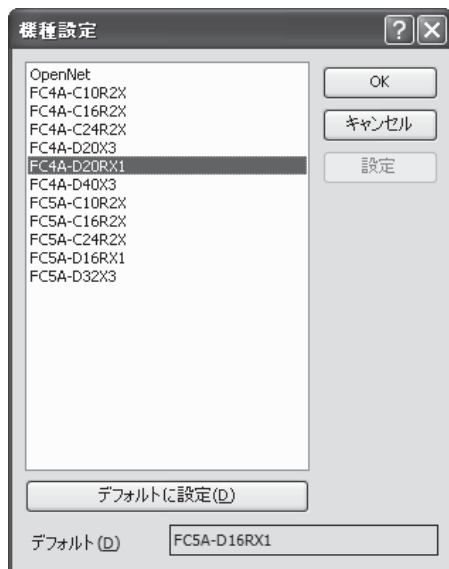 機種設定
OpenNet
FC4A-C10R2X
FC4A-C16R2X
FC4A-C24R2X
FC4A-D20X3
FC4A-D20RX1
FC4A-D40X3
FC5A-C10R2X
FC5A-C16R2X
FC5A-C24R2X
FC5A-D16RX1
FC5A-D32X3
OK
キャンセル
設定
デフォルトに設定(D)
デフォルト(D) FC5A-D16RX1